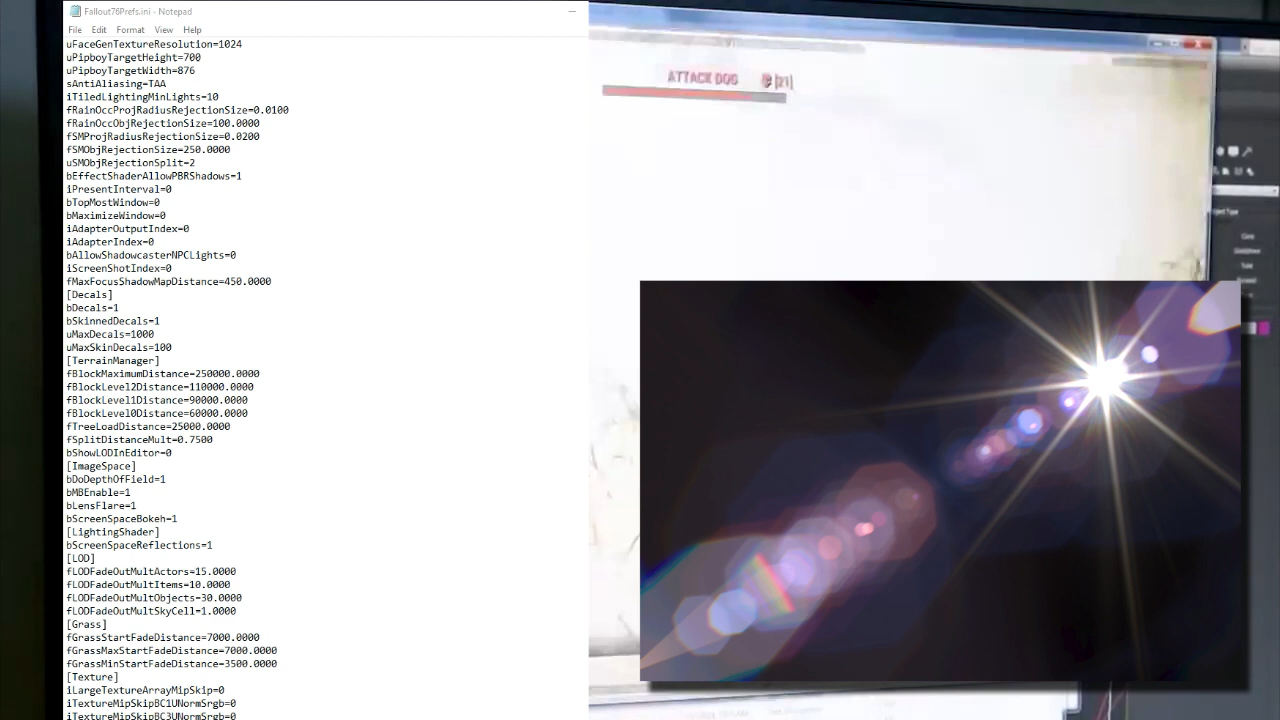 Fallout76Prefs.ini - Notepad
File Edit Format View Help
uFaceGenTextureResolution=1024
uPipboyTargetHeight=700
uPipboyTargetWidth=876
sAntiAliasing=TAA
iTiledLightingMinLights=10
fRainOccProjRadiusRejectionSize=0.0100
fRainOccObjRejectionSize=100.0000
fSMProjRadiusRejectionSize=0.0200
fSMObjRejectionSize=250.0000
uSMObjRejectionSplit=2
bEffectShaderAllowPBRShadows=1
iPresentInterval=0
bTopMostWindow=0
bMaximizeWindow=0
iAdapterOutputIndex=0
iAdapterIndex=0
bAllowShadowcasterNPCLights=0
iScreenShotIndex=0
fMaxFocusShadowMapDistance=450.0000
[Decals]
bDecals=1
bSkinnedDecals=1
uMaxDecals=1000
uMaxSkinDecals=100
[TerrainManager]
fBlockMaximumDistance=250000.0000
fBlockLevel2Distance=110000.0000
fBlockLevel1Distance=90000.0000
fBlockLevel0Distance=60000.0000
fTreeLoadDistance=25000.0000
fSplitDistanceMult=0.7500
bShowLODInEditor=0
[ImageSpace]
bDoDepthOfField=1
bMBEnable=1
bLensFlare=1
bScreenSpaceBokeh=1
[LightingShader]
bScreenSpaceReflections=1
[LOD]
fLODFadeOutMultActors=15.0000
fLODFadeOutMultItems=10.0000
fLODFadeOutMultObjects=30.0000
fLODFadeOutMultSkyCell=1.0000
[Grass]
fGrassStartFadeDistance=7000.0000
fGrassMaxStartFadeDistance=7000.0000
fGrassMinStartFadeDistance=3500.0000
[Texture]
iLargeTextureArrayMipSkip=0
iTextureMipSkipBC1UNormSrgb=0
iTextureMipSkipBC3UNormSrgb=0
ATTACK DOG [21]